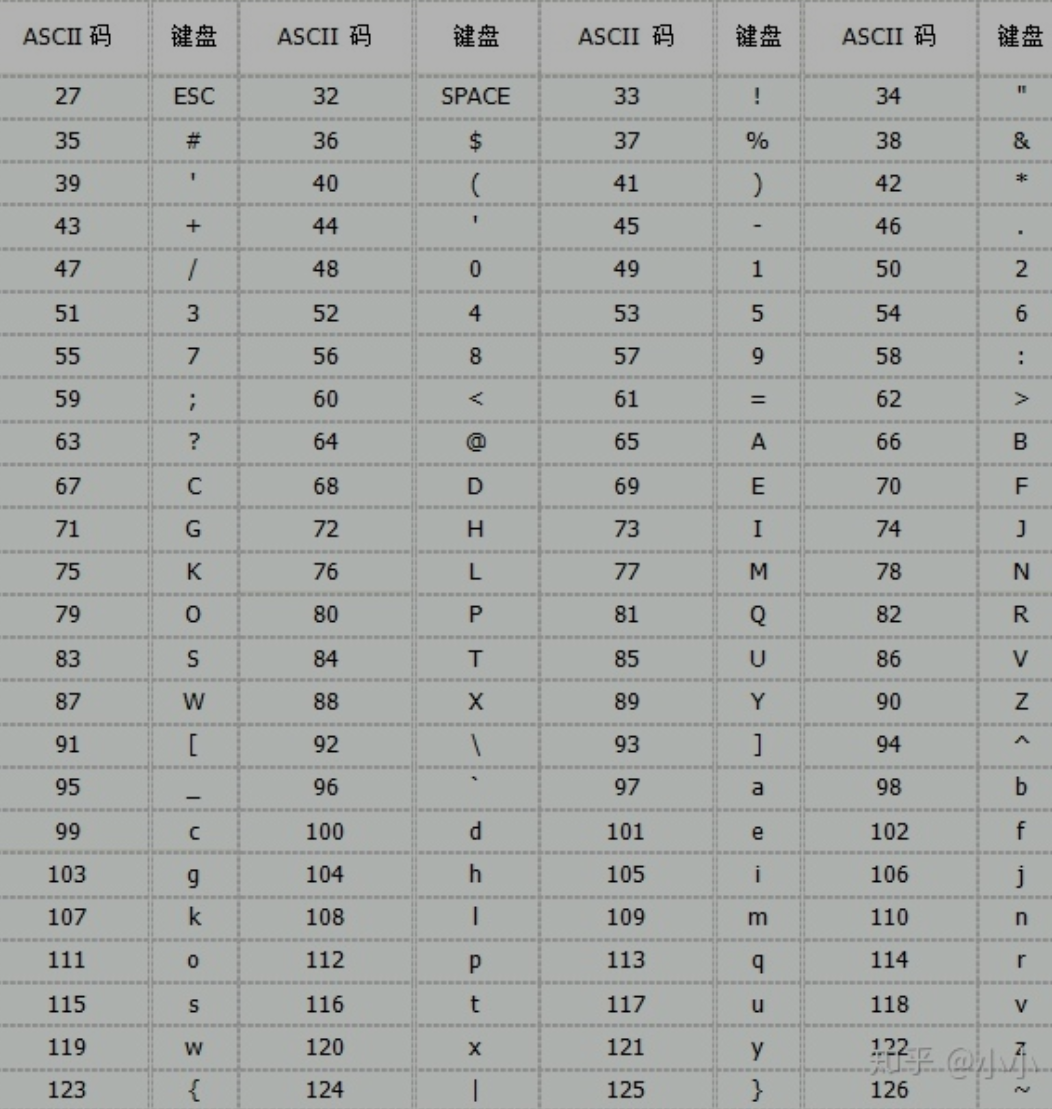 ASCII 码 键盘 ASCII 码 键盘 ASCII 码 键盘 ASCII 码 键盘
27 ESC 32 SPACE 33 ! 34 "
35 # 36 $ 37 % 38 &
39 ' 40 ( 41 ) 42 *
43 + 44 ' 45 - 46 .
47 / 48 0 49 1 50 2
51 3 52 4 53 5 54 6
55 7 56 8 57 9 58 :
59 ; 60 < 61 = 62 >
63 ? 64 @ 65 A 66 B
67 C 68 D 69 E 70 F
71 G 72 H 73 I 74 J
75 K 76 L 77 M 78 N
79 O 80 P 81 Q 82 R
83 S 84 T 85 U 86 V
87 W 88 X 89 Y 90 Z
91 [ 92 \ 93 ] 94 ^
95 _ 96 ` 97 a 98 b
99 c 100 d 101 e 102 f
103 g 104 h 105 i 106 j
107 k 108 l 109 m 110 n
111 o 112 p 113 q 114 r
115 s 116 t 117 u 118 v
119 w 120 x 121 y 122 z
知乎 @小小
123 { 124 | 125 } 126 ~